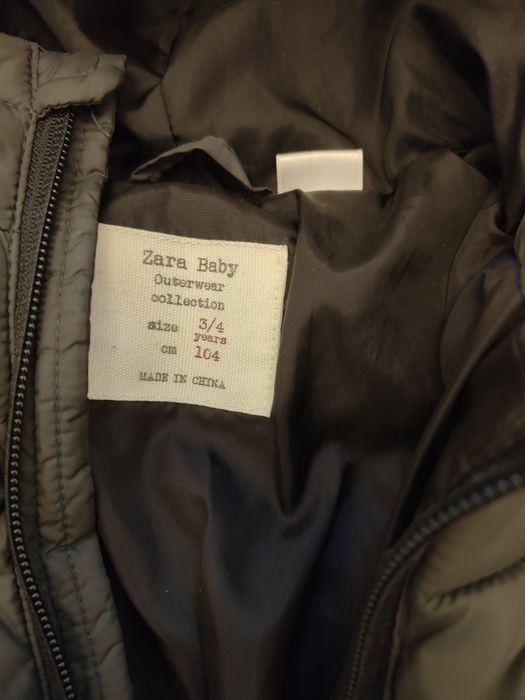 Zara Baby
Outerwear
collection
size 3/4
years
cm 104
MADE IN CHINA